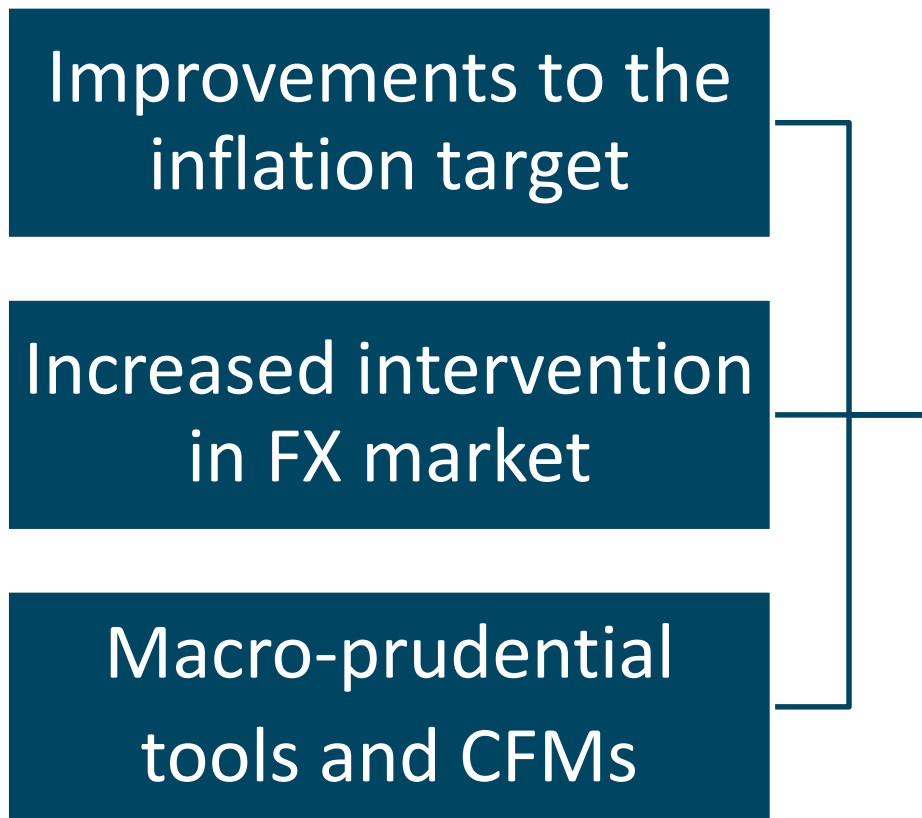 Improvements to the
inflation target
Increased intervention
in FX market
Macro-prudential
tools and CFMs